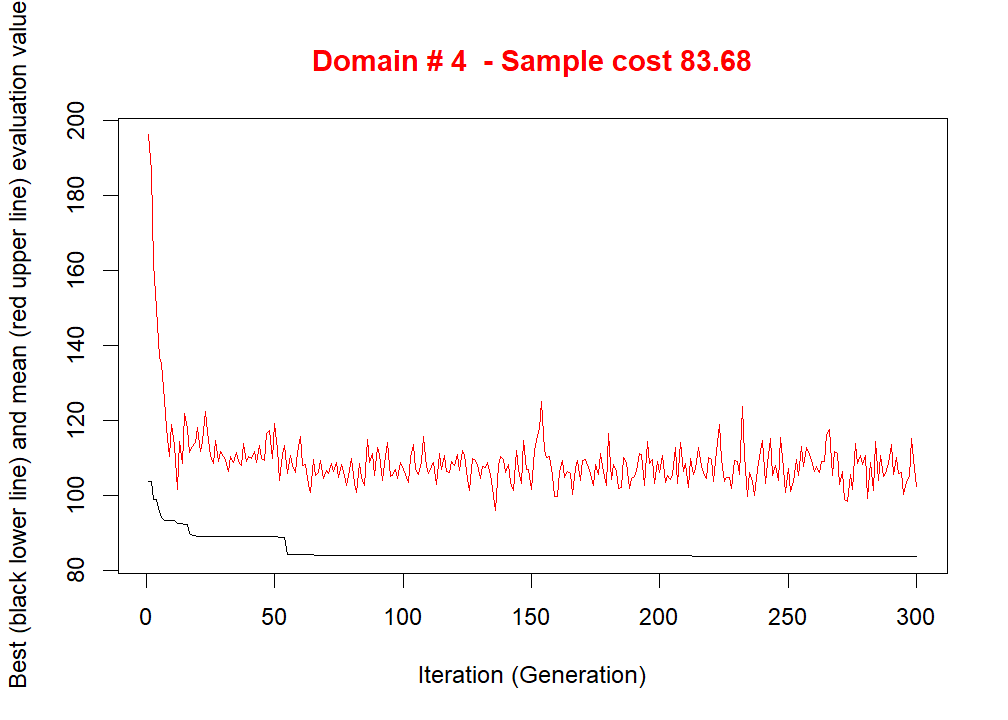 Domain # 4  - Sample cost 83.68
Best (black lower line) and mean (red upper line) evaluation value
200
180
160
140
120
100
80
0 50 100 150 200 250 300
Iteration (Generation)